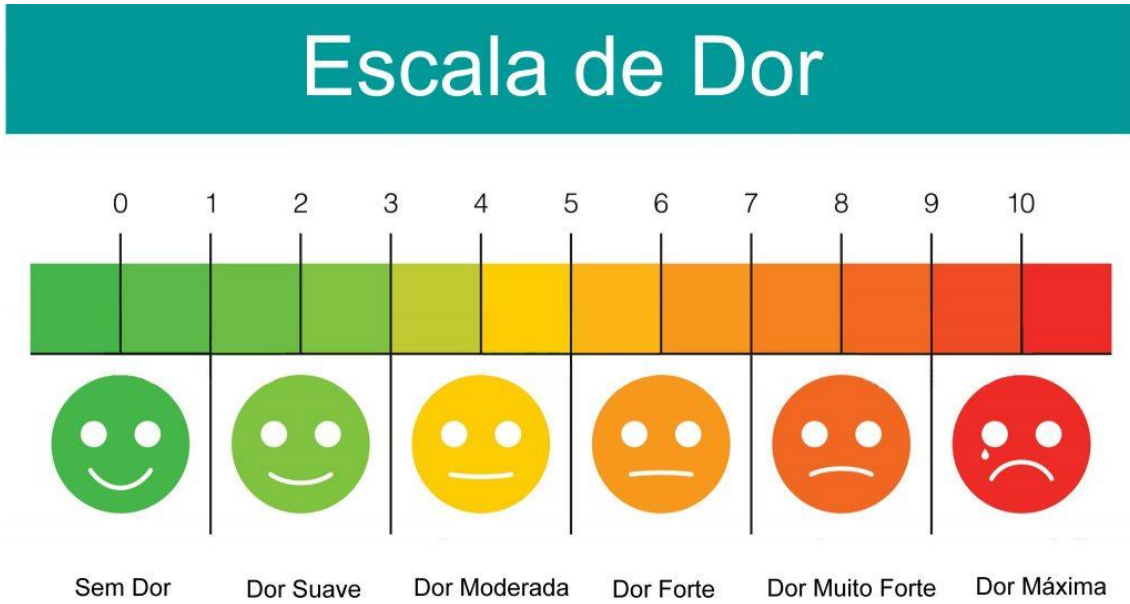 Escala de Dor
0 1 2 3 4 5 6 7 8 9 10
Sem Dor Dor Suave Dor Moderada Dor Forte Dor Muito Forte Dor Máxima